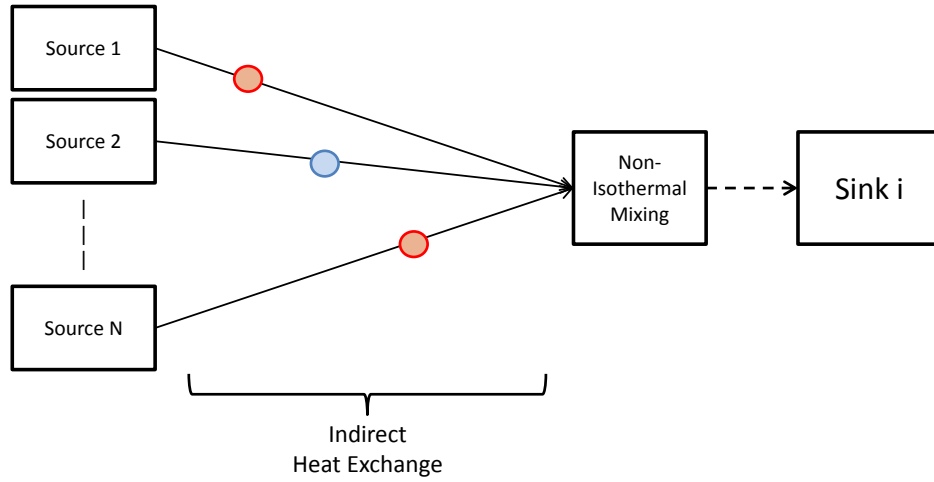 Source 1
Source 2
Source N
Non-
Isothermal
Mixing
Sink i
Indirect
Heat Exchange